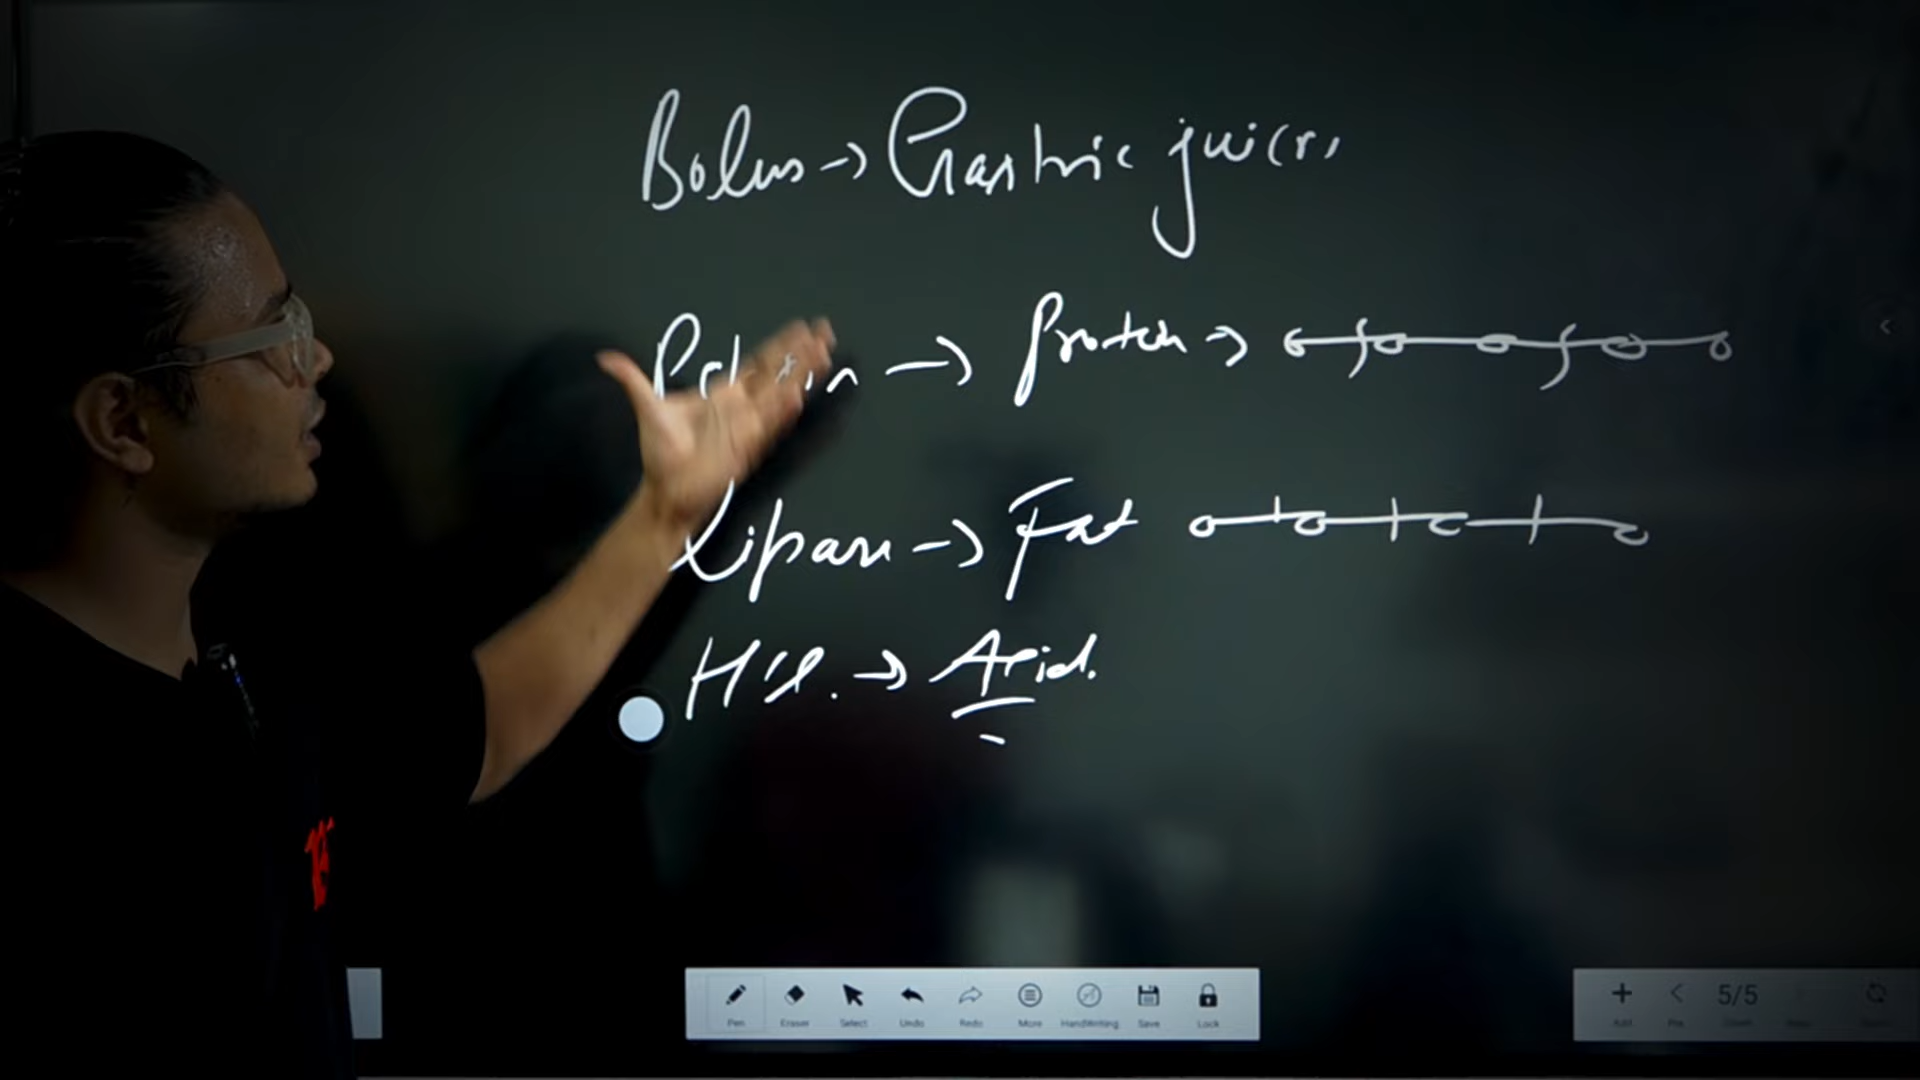 Bolus → Gastric juices
→ Protein →
Lipase → Fat
HCl. → Acid.
Pen Eraser Select Undo Redo More HandWriting Save Lock
Add 5/5